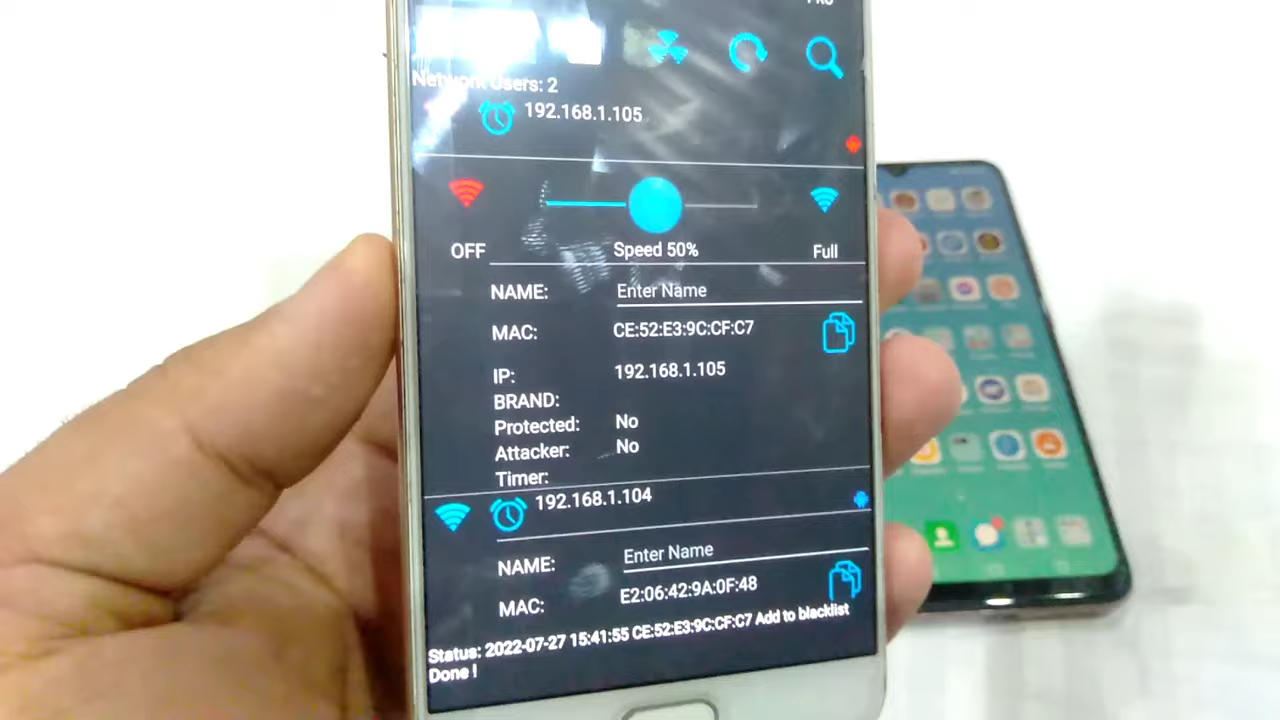 PRO
Network Users: 2
192.168.1.105
OFF
Speed 50%
Full
NAME: Enter Name
MAC: CE:52:E3:9C:CF:C7
IP: 192.168.1.105
BRAND:
Protected: No
Attacker: No
Timer:
192.168.1.104
NAME: Enter Name
MAC: E2:06:42:9A:0F:48
Status: 2022-07-27 15:41:55 CE:52:E3:9C:CF:C7 Add to blacklist
Done !